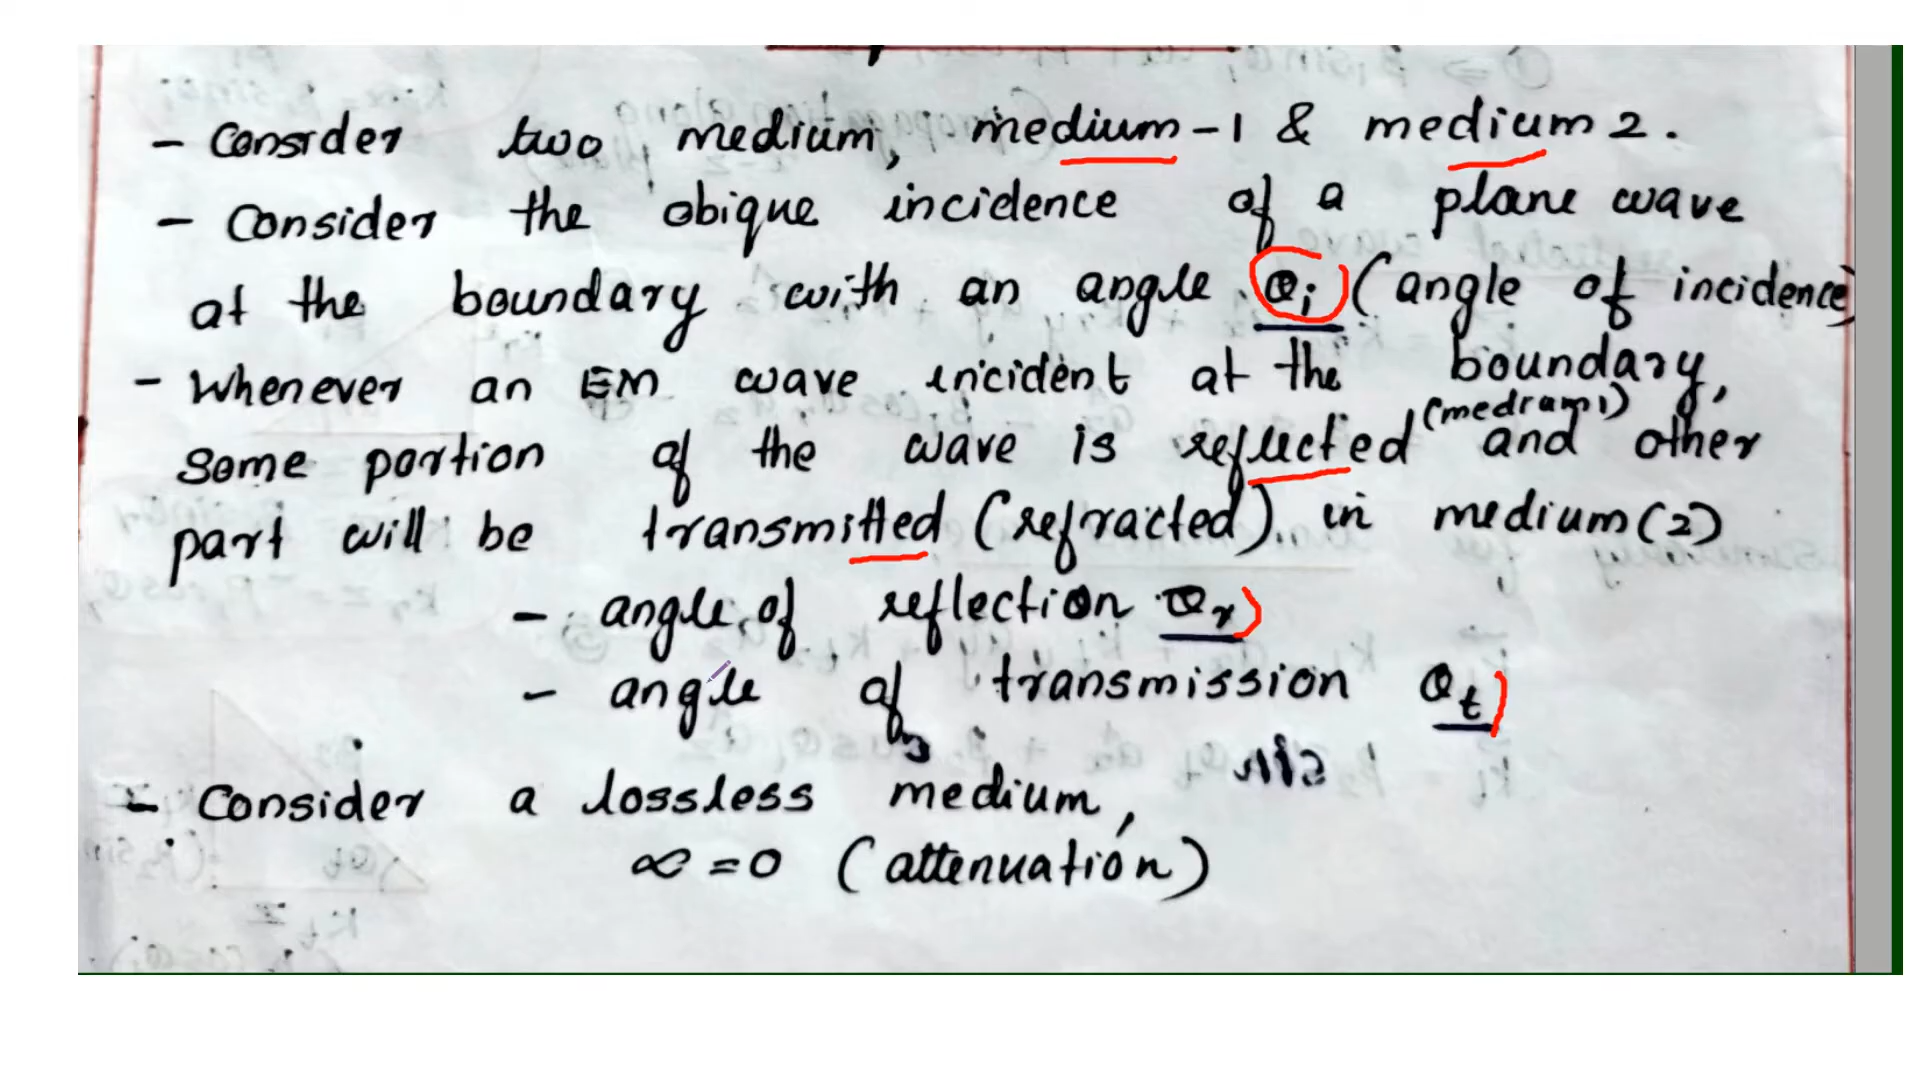 - Consider two medium, medium-1 & medium 2.
- Consider the obique incidence of a plane wave
at the boundary with an angle θi (angle of incidence)
- Whenever an EM wave incident at the boundary,
some portion of the wave is reflected (medium1) and other
part will be transmitted (refracted) in medium(2)
- angle of reflection θr
- angle of transmission θt
- Consider a lossless medium,
∝ = 0 (attenuation)